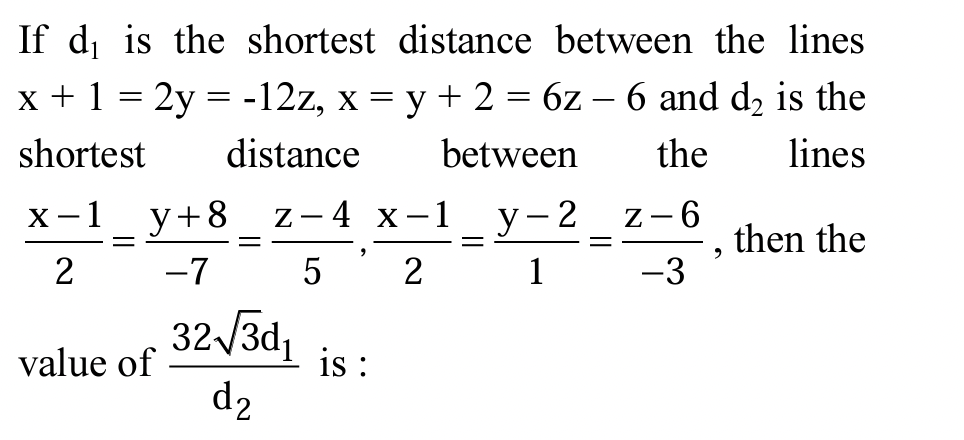 If d₁ is the shortest distance between the lines
x + 1 = 2y = -12z, x = y + 2 = 6z – 6 and d₂ is the
shortest distance between the lines
(x−1)/2 = (y+8)/−7 = (z−4)/5, (x−1)/2 = (y−2)/1 = (z−6)/−3, then the
value of 32√3d₁/d₂ is :